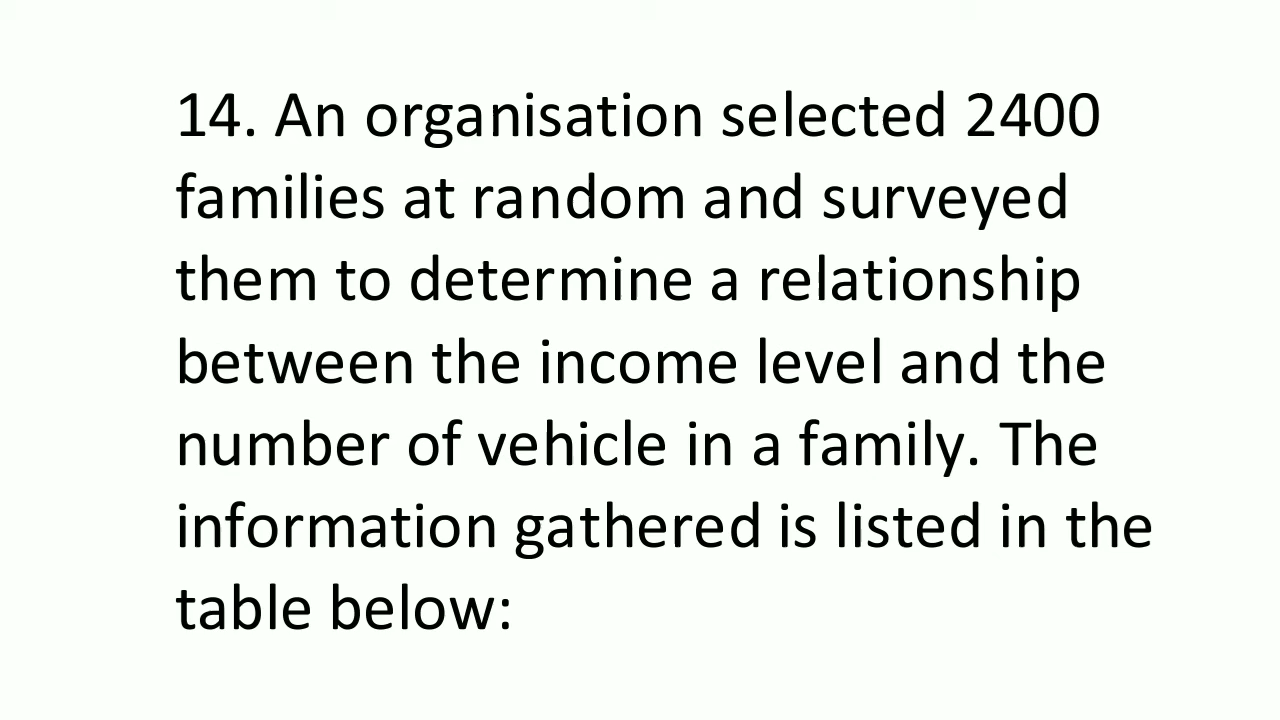 14. An organisation selected 2400
families at random and surveyed
them to determine a relationship
between the income level and the
number of vehicle in a family. The
information gathered is listed in the
table below: